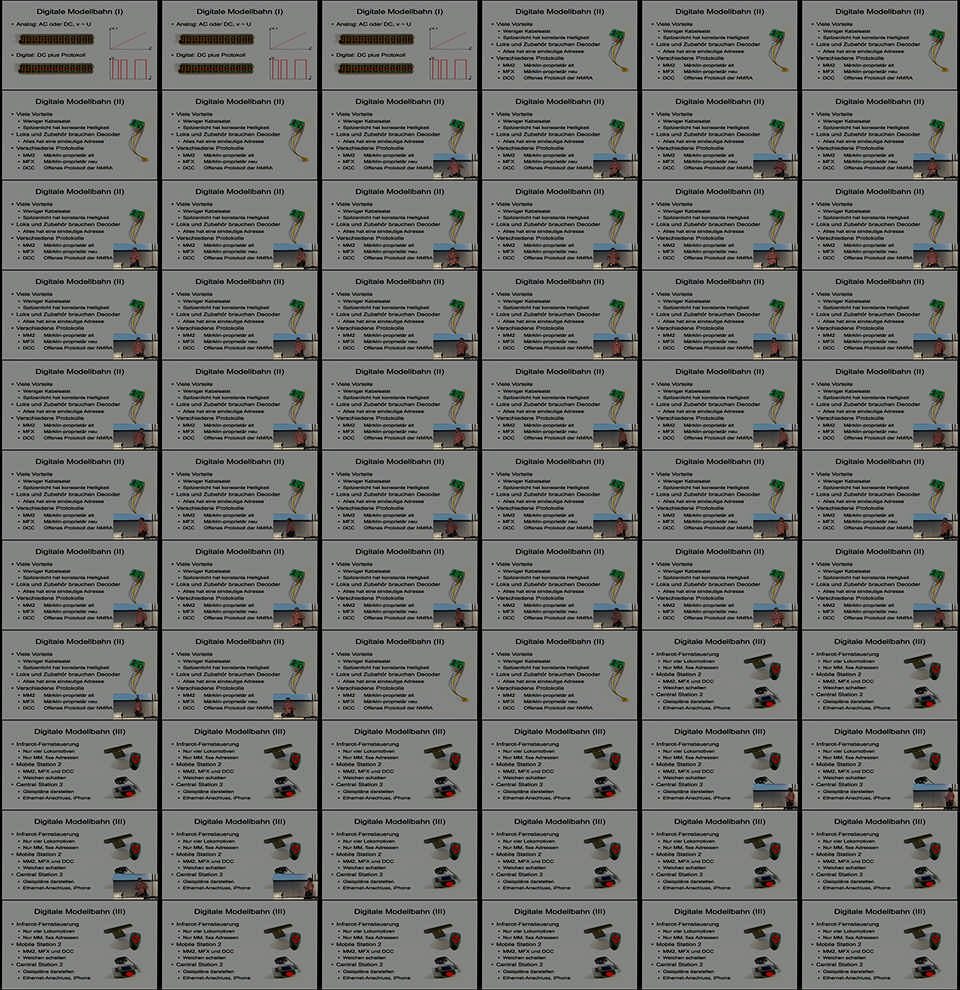 Digitale Modellbahn (I)
• Analog: AC oder DC, v ~ U
• Digital: DC plus Protokoll
Digitale Modellbahn (II)
• Viele Vorteile
• Weniger Kabelsalat
• Spitzenlicht hat konstante Helligkeit
• Loks und Zubehör brauchen Decoder
• Alles hat eine eindeutige Adresse
• Verschiedene Protokolle
• MM2 Märklin-proprietär alt
• MFX Märklin-proprietär neu
• DCC Offenes Protokoll der NMRA
Digitale Modellbahn (III)
• Infrarot-Fernsteuerung
• Nur vier Lokomotiven
• Nur MM, fixe Adressen
• Mobile Station 2
• MM2, MFX und DCC
• Weichen schalten
• Central Station 2
• Gleispläne darstellen
• Ethernet-Anschluss, iPhone